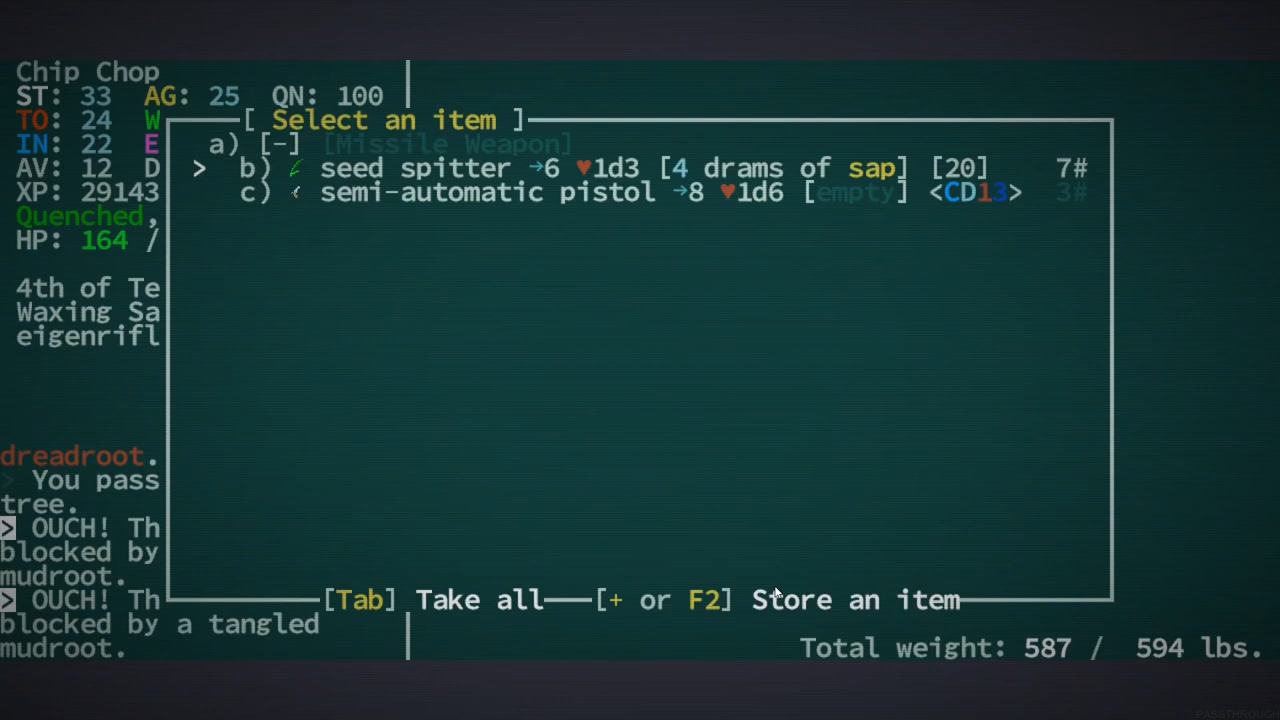 Chip Chop
ST: 33 AG: 25 QN: 100
TO: 24 W
[ Select an item ]
IN: 22 E
a) [-] [Missile Weapon]
AV: 12 D
> b) seed spitter →6 ♥1d3 [4 drams of sap] [20] 7#
XP: 29143
c) semi-automatic pistol →8 ♥1d6 [empty] <CD13> 3#
Quenched,
HP: 164 /
4th of Te
Waxing Sa
eigenrifl
dreadroot.
> You pass
tree.
> OUCH! Th
blocked by
mudroot.
> OUCH! Th
[Tab] Take all [+ or F2] Store an item
blocked by a tangled
mudroot.
Total weight: 587 / 594 lbs.